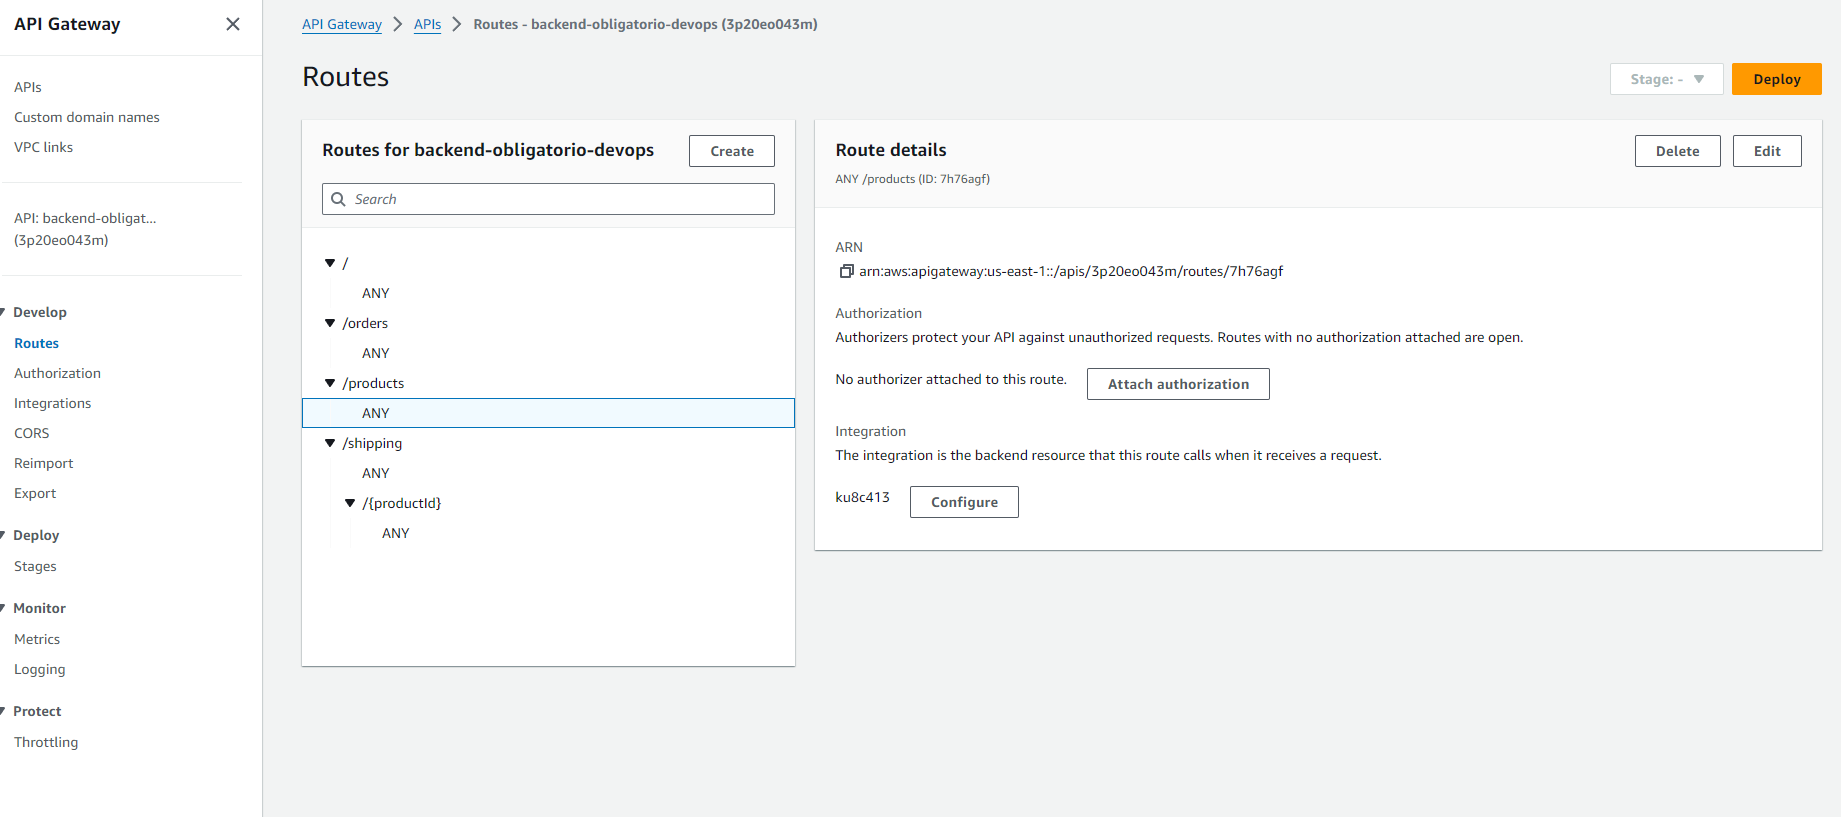 API Gateway
APIs
Custom domain names
VPC links
API: backend-obligat...
(3p20eo043m)
Develop
Routes
Authorization
Integrations
CORS
Reimport
Export
Deploy
Stages
Monitor
Metrics
Logging
Protect
Throttling
API Gateway > APIs > Routes - backend-obligatorio-devops (3p20eo043m)
Routes
Stage: -
Deploy
Routes for backend-obligatorio-devops
Create
Search
/
ANY
/orders
ANY
/products
ANY
/shipping
ANY
/{productId}
ANY
Route details
Delete
Edit
ANY /products (ID: 7h76agf)
ARN
arn:aws:apigateway:us-east-1::/apis/3p20eo043m/routes/7h76agf
Authorization
Authorizers protect your API against unauthorized requests. Routes with no authorization attached are open.
No authorizer attached to this route.
Attach authorization
Integration
The integration is the backend resource that this route calls when it receives a request.
ku8c413
Configure